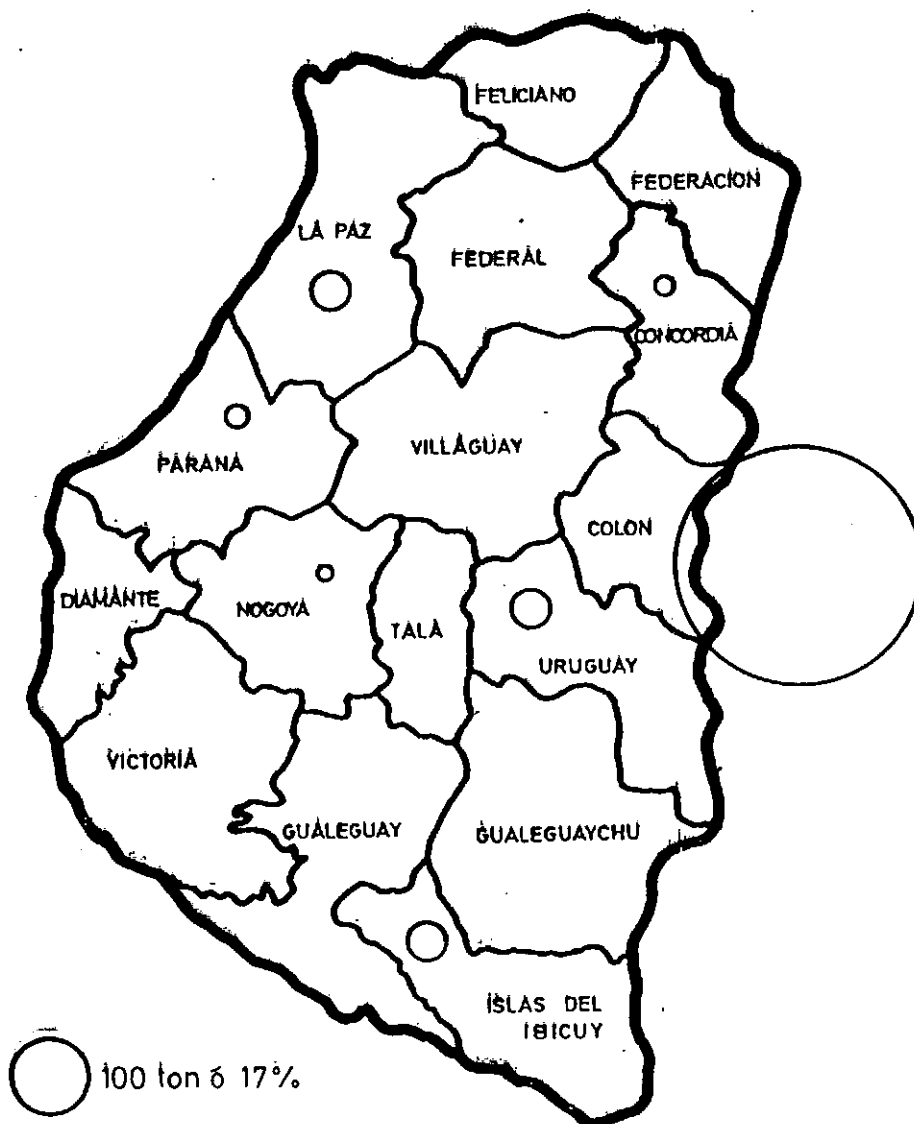 FELICIANO
FEDERACION
LA PAZ
FEDERAL
CONCORDIA
PARANA
VILLAGUAY
COLON
DIAMANTE
NOGOYA
TALA
URUGUAY
VICTORIA
GUALEGUAY
GUALEGUAYCHU
ISLAS DEL
IBICUY
100 ton ó 17%